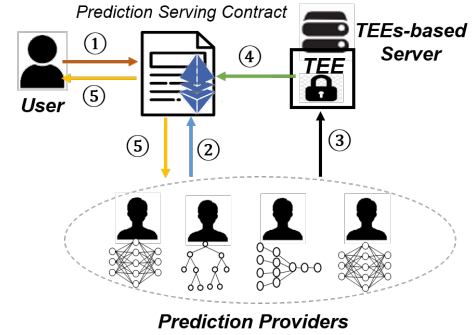 Prediction Serving Contract
TEEs-based
Server
①
④
TEE
⑤
User
⑤
②
③
Prediction Providers